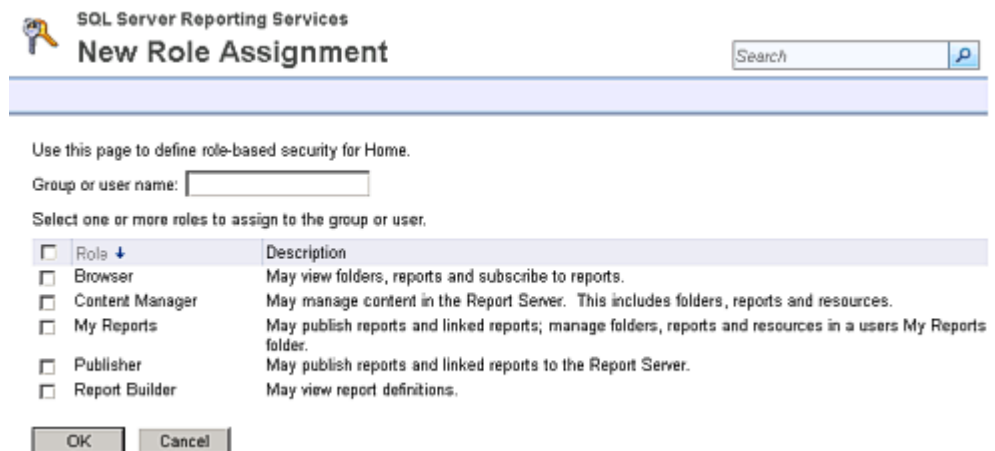 SQL Server Reporting Services
New Role Assignment
Search
Use this page to define role-based security for Home.
Group or user name:
Select one or more roles to assign to the group or user.
Role Description
Browser May view folders, reports and subscribe to reports.
Content Manager May manage content in the Report Server. This includes folders, reports and resources.
My Reports May publish reports and linked reports; manage folders, reports and resources in a users My Reports
folder.
Publisher May publish reports and linked reports to the Report Server.
Report Builder May view report definitions.
OK Cancel